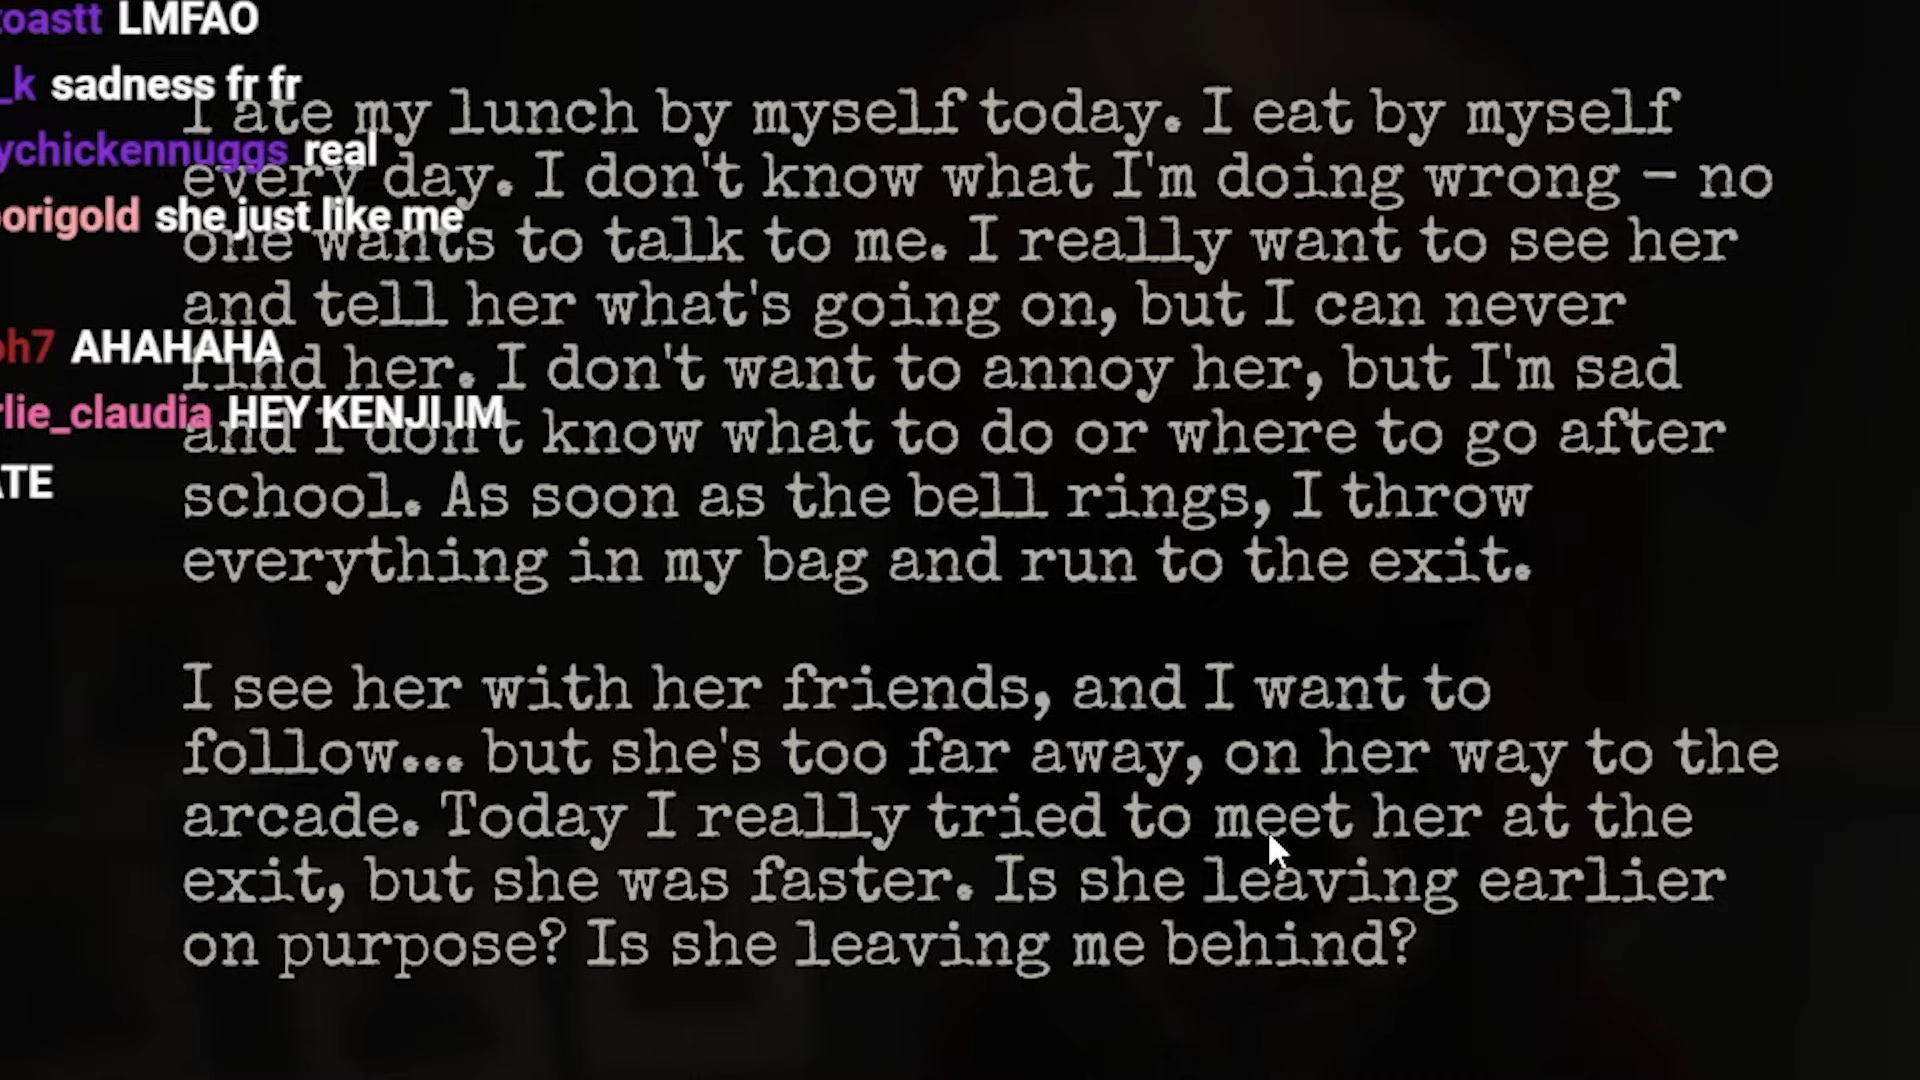 oastt LMFAO
_k sadness fr fr
ychickennuggs real
origold she just like me
oh7 AHAHAHA
rlie_claudia HEY KENJI IM
ATE
I ate my lunch by myself today. I eat by myself
every day. I don't know what I'm doing wrong – no
one wants to talk to me. I really want to see her
and tell her what's going on, but I can never
find her. I don't want to annoy her, but I'm sad
and I don't know what to do or where to go after
school. As soon as the bell rings, I throw
everything in my bag and run to the exit.
I see her with her friends, and I want to
follow... but she's too far away, on her way to the
arcade. Today I really tried to meet her at the
exit, but she was faster. Is she leaving earlier
on purpose? Is she leaving me behind?